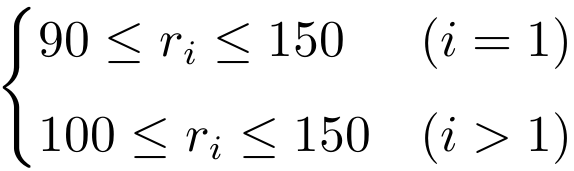 90 ≤ r_i ≤ 150 (i = 1)
100 ≤ r_i ≤ 150 (i > 1)